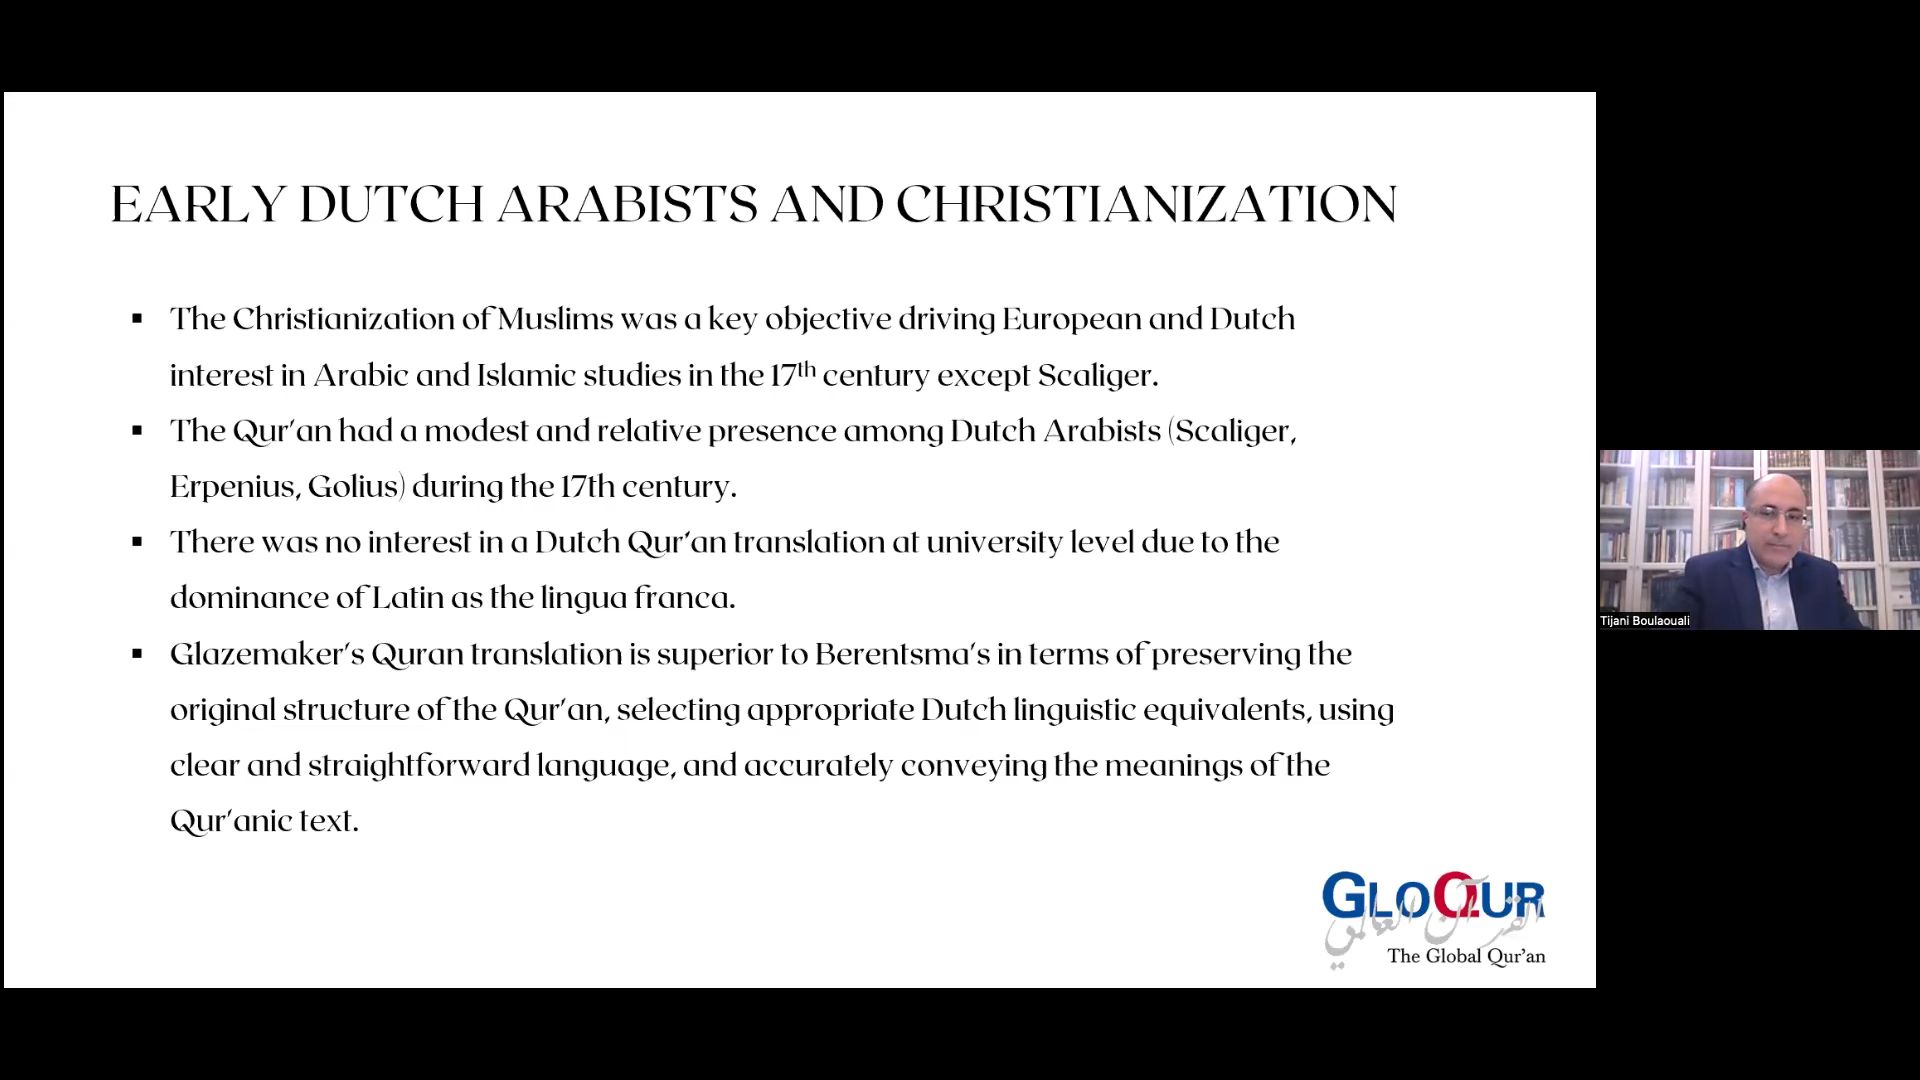 EARLY DUTCH ARABISTS AND CHRISTIANIZATION
▪ The Christianization of Muslims was a key objective driving European and Dutch
interest in Arabic and Islamic studies in the 17th century except Scaliger.
▪ The Qur’an had a modest and relative presence among Dutch Arabists (Scaliger,
Erpenius, Golius) during the 17th century.
▪ There was no interest in a Dutch Qur’an translation at university level due to the
dominance of Latin as the lingua franca.
▪ Glazemaker’s Quran translation is superior to Berentsma’s in terms of preserving the
original structure of the Qur’an, selecting appropriate Dutch linguistic equivalents, using
clear and straightforward language, and accurately conveying the meanings of the
Qur’anic text.
GLOQUR
القرآن العالمي
The Global Qur’an
Tijani Boulaouali